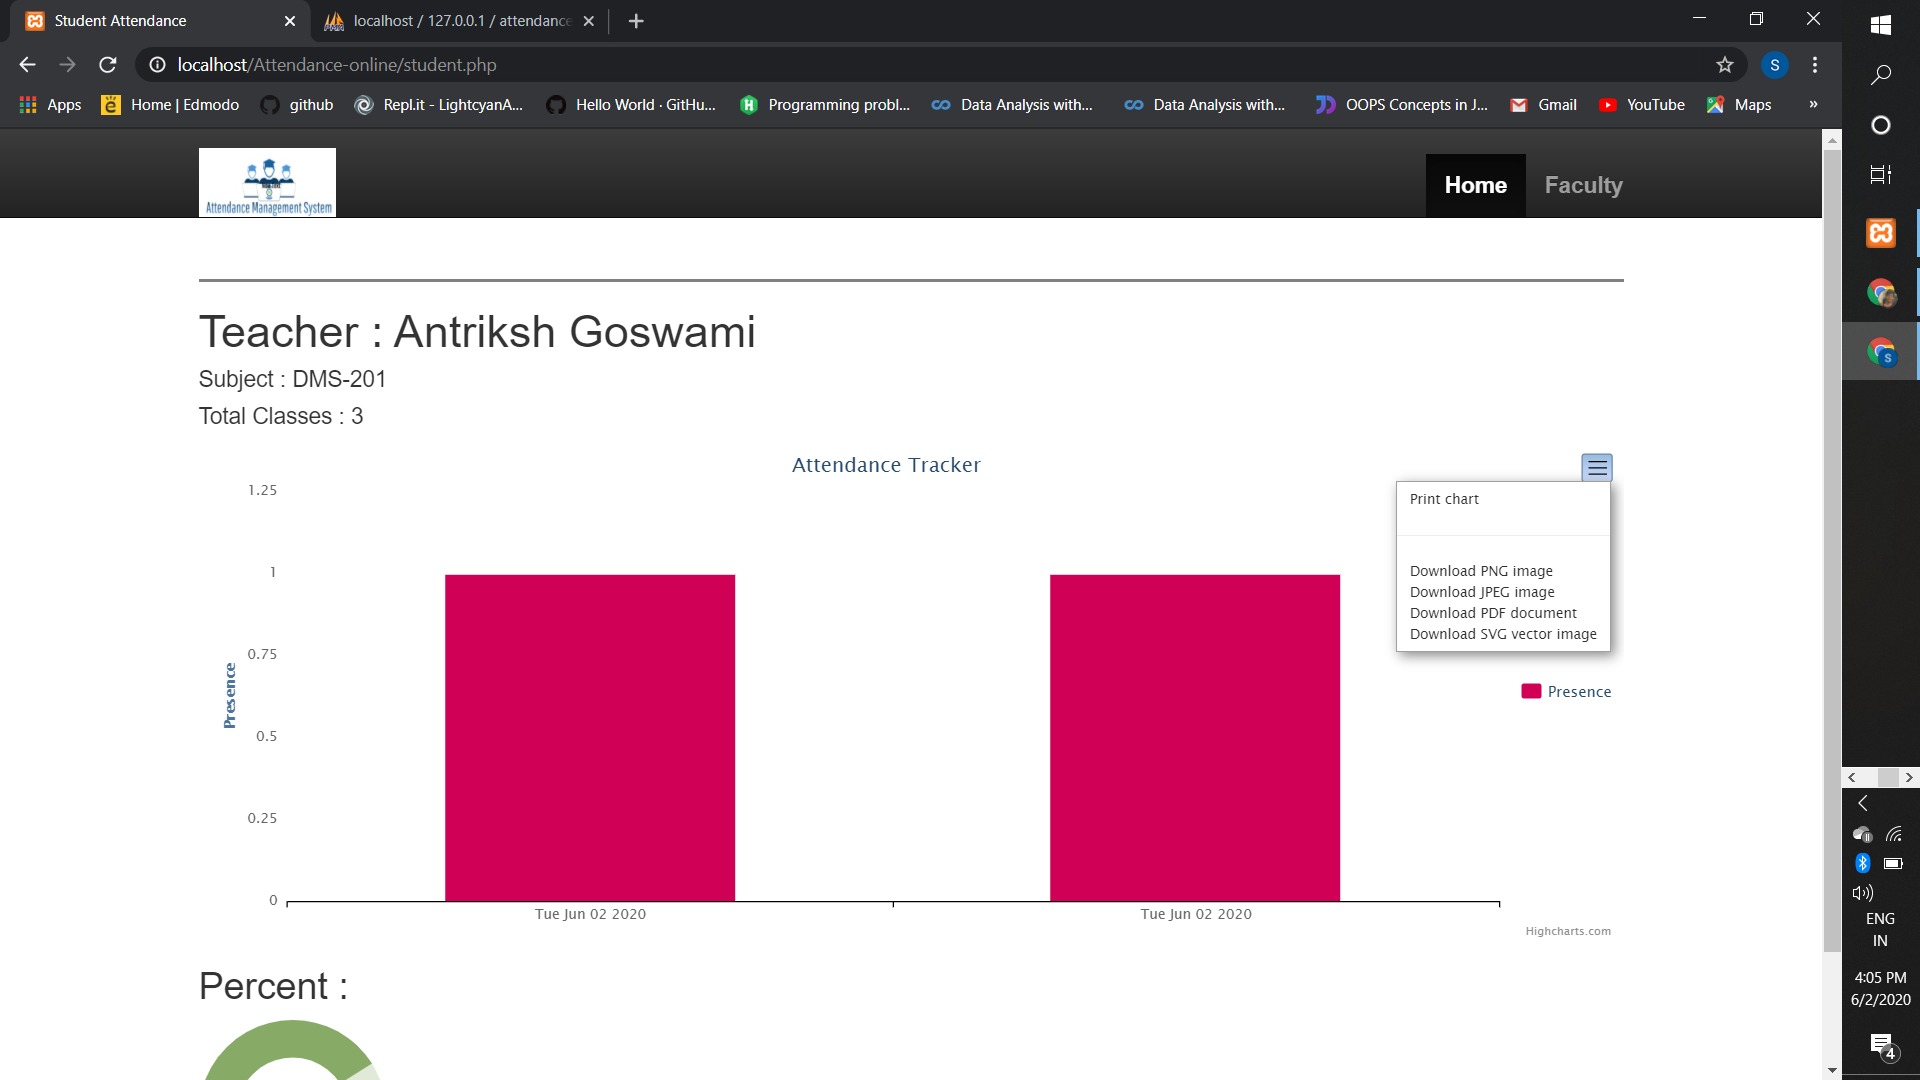 Student Attendance
localhost / 127.0.0.1 / attendance
localhost/Attendance-online/student.php
S
Apps
Home | Edmodo
github
Repl.it - LightcyanA...
Hello World · GitHu...
Programming probl...
Data Analysis with...
Data Analysis with...
OOPS Concepts in J...
Gmail
YouTube
Maps
»
Attendance Management System
Home
Faculty
Teacher : Antriksh Goswami
Subject : DMS-201
Total Classes : 3
Attendance Tracker
Print chart
Download PNG image
Download JPEG image
Download PDF document
Download SVG vector image
1.25
1
0.75
0.5
0.25
0
Presence
Presence
Tue Jun 02 2020
Tue Jun 02 2020
Highcharts.com
Percent :
S
ENG
IN
4:05 PM
6/2/2020
4